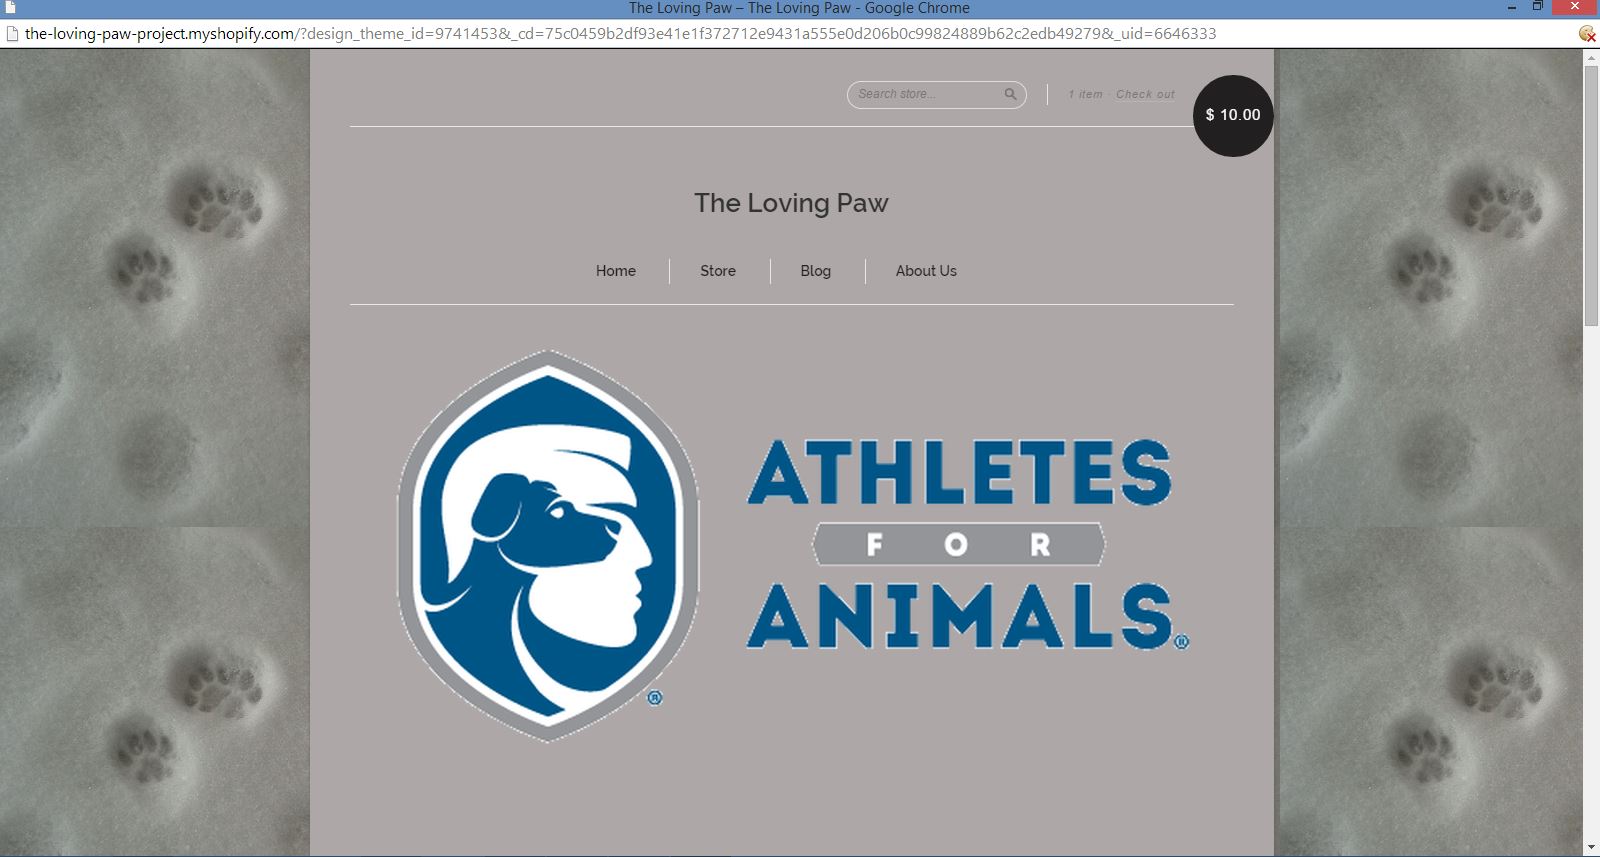 The Loving Paw – The Loving Paw - Google Chrome
the-loving-paw-project.myshopify.com/?design_theme_id=9741453&_cd=75c0459b2df93e41e1f372712e9431a555e0d206b0c99824889b62c2edb49279&_uid=6646333
Search store...
1 item · Check out
$ 10.00
The Loving Paw
Home
Store
Blog
About Us
ATHLETES
FOR
ANIMALS®
®